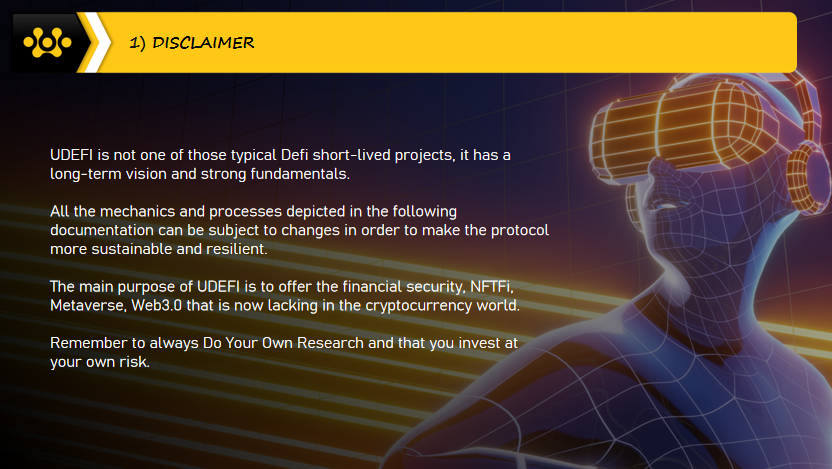 1) DISCLAIMER
UDEFI is not one of those typical Defi short-lived projects, it has a
long-term vision and strong fundamentals.
All the mechanics and processes depicted in the following
documentation can be subject to changes in order to make the protocol
more sustainable and resilient.
The main purpose of UDEFI is to offer the financial security, NFTFi,
Metaverse, Web3.0 that is now lacking in the cryptocurrency world.
Remember to always Do Your Own Research and that you invest at
your own risk.